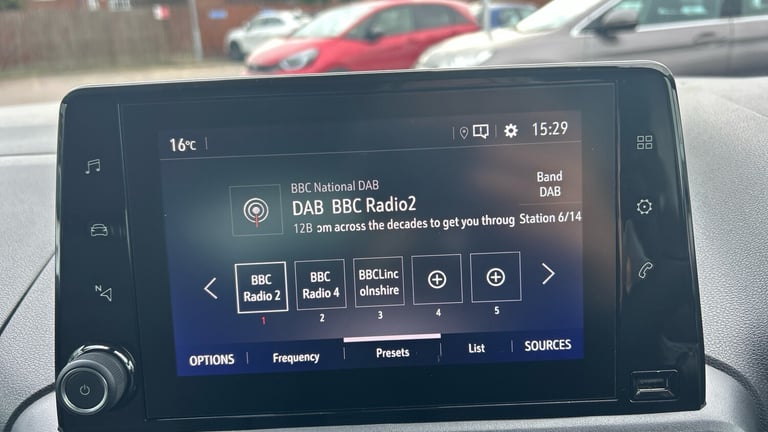 16°C
15:29
BBC National DAB
DAB BBC Radio2
12B om across the decades to get you throug
Band
DAB
Station 6/14
BBC
Radio 2
BBC
Radio 4
BBCLinc
olnshire
1
2
3
4
5
OPTIONS
Frequency
Presets
List
SOURCES
N